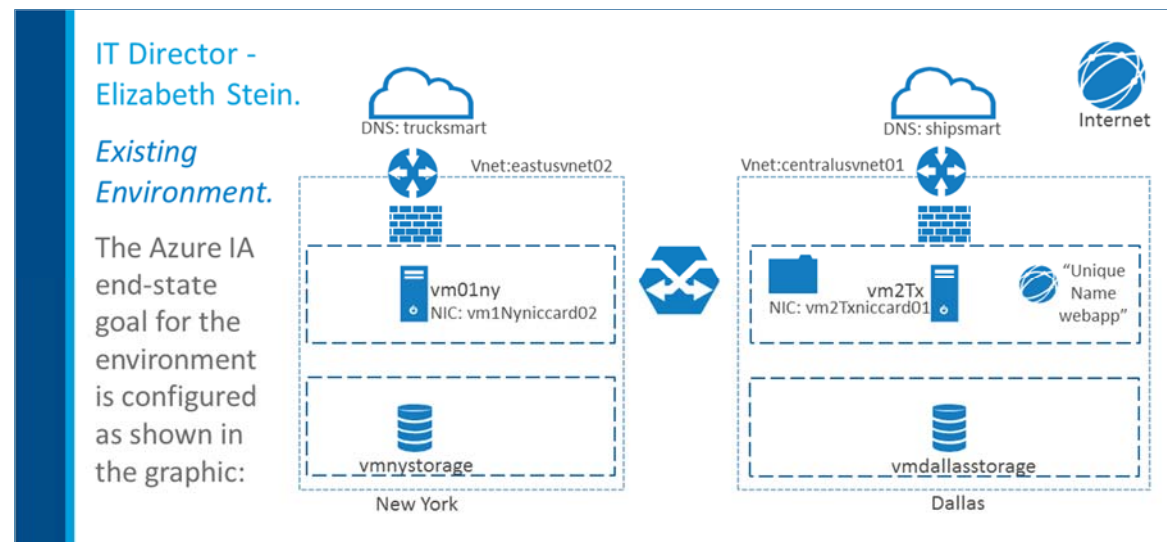 IT Director -
Elizabeth Stein.
Existing
Environment.
The Azure IA
end-state
goal for the
environment
is configured
as shown in
the graphic:
DNS: trucksmart
Vnet:eastusvnet02
vm01ny
NIC: vm1Nyniccard02
vmnystorage
New York
DNS: shipsmart
Internet
Vnet:centralusvnet01
vm2Tx
NIC: vm2Txniccard01
“Unique
Name
webapp”
vmdallasstorage
Dallas